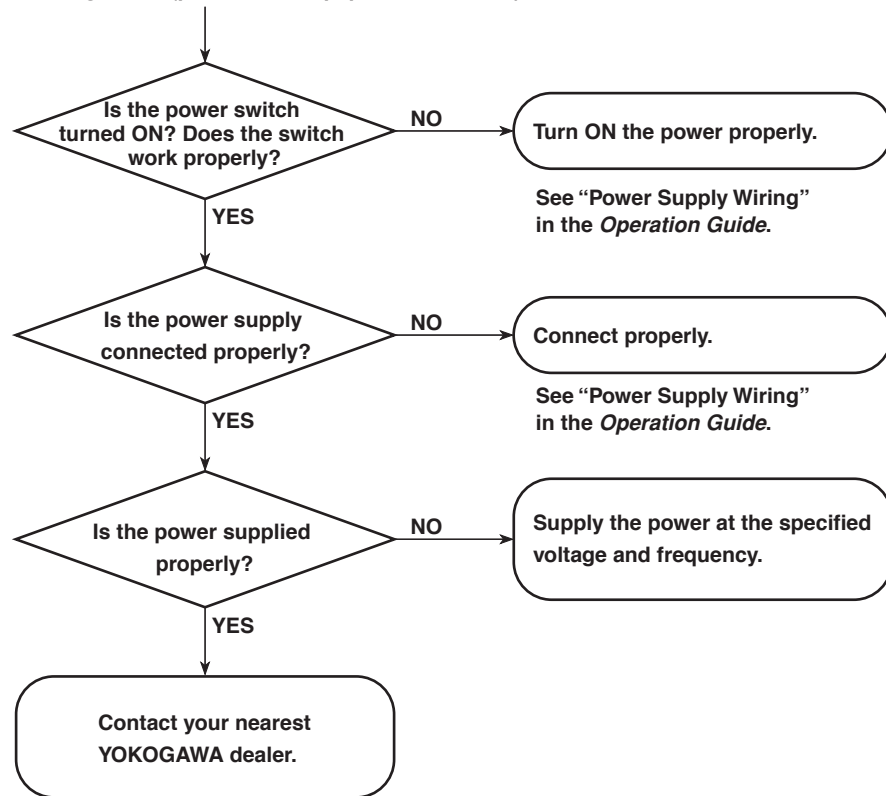 Is the power switch
turned ON? Does the switch
work properly?
NO
Turn ON the power properly.
See “Power Supply Wiring”
in the Operation Guide.
YES
Is the power supply
connected properly?
NO
Connect properly.
See “Power Supply Wiring”
in the Operation Guide.
YES
Is the power supplied
properly?
NO
Supply the power at the specified
voltage and frequency.
YES
Contact your nearest
YOKOGAWA dealer.